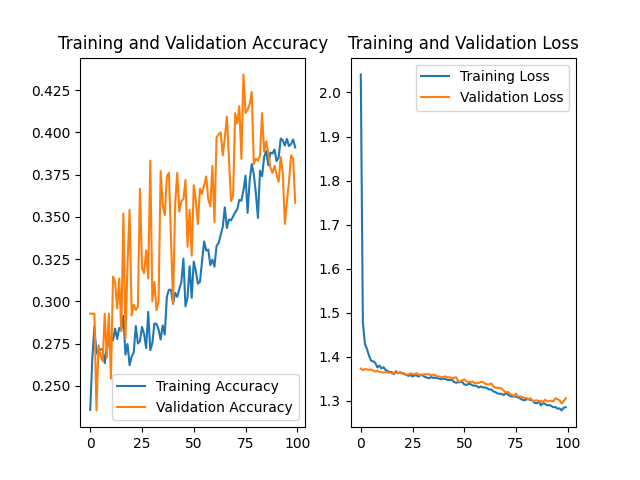 Training and Validation Accuracy
0.425
0.400
0.375
0.350
0.325
0.300
0.275
0.250
Training Accuracy
Validation Accuracy
0 25 50 75 100
Training and Validation Loss
Training Loss
Validation Loss
2.0
1.9
1.8
1.7
1.6
1.5
1.4
1.3
0 25 50 75 100